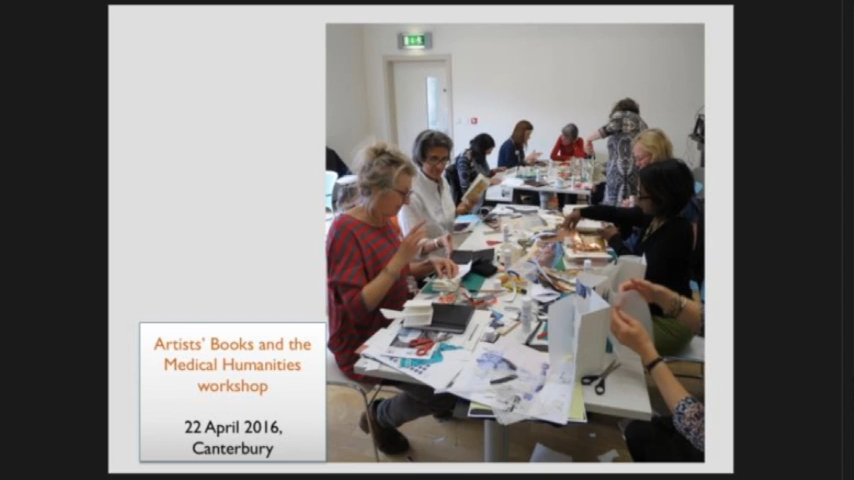 Artists' Books and the
Medical Humanities
workshop
22 April 2016,
Canterbury